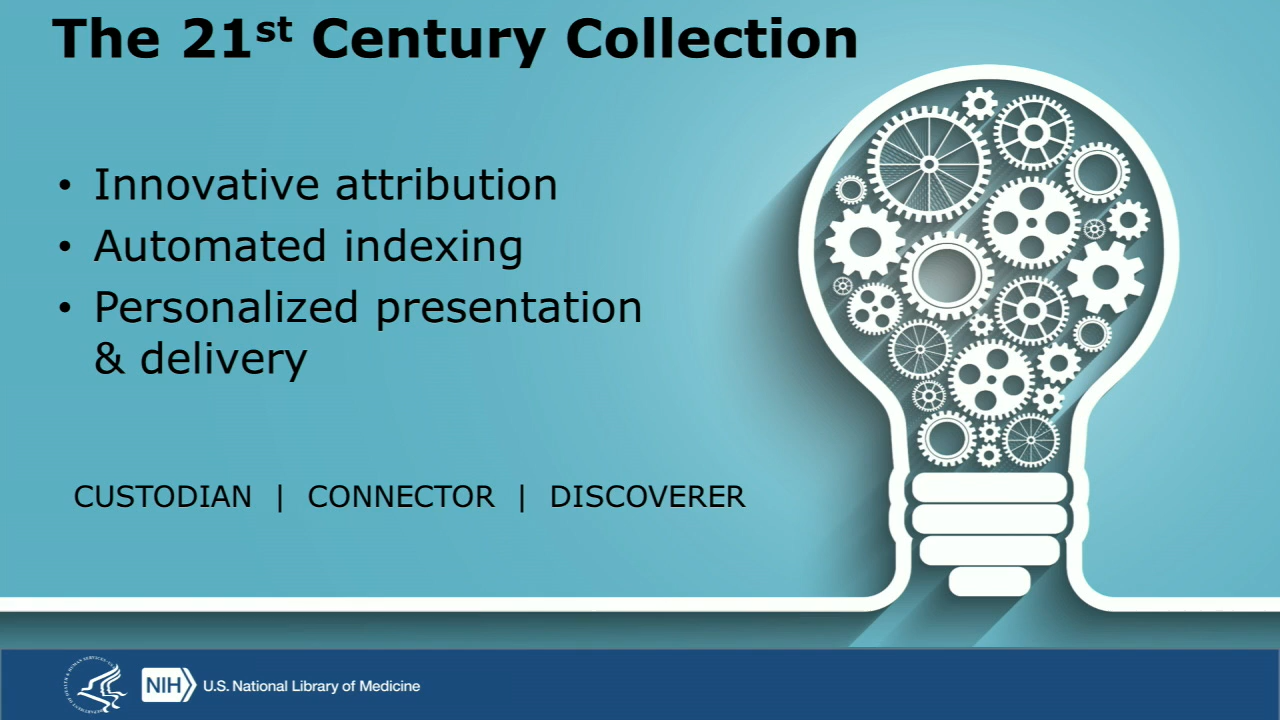 The 21st Century Collection
• Innovative attribution
• Automated indexing
• Personalized presentation
& delivery
CUSTODIAN | CONNECTOR | DISCOVERER
NIH U.S. National Library of Medicine